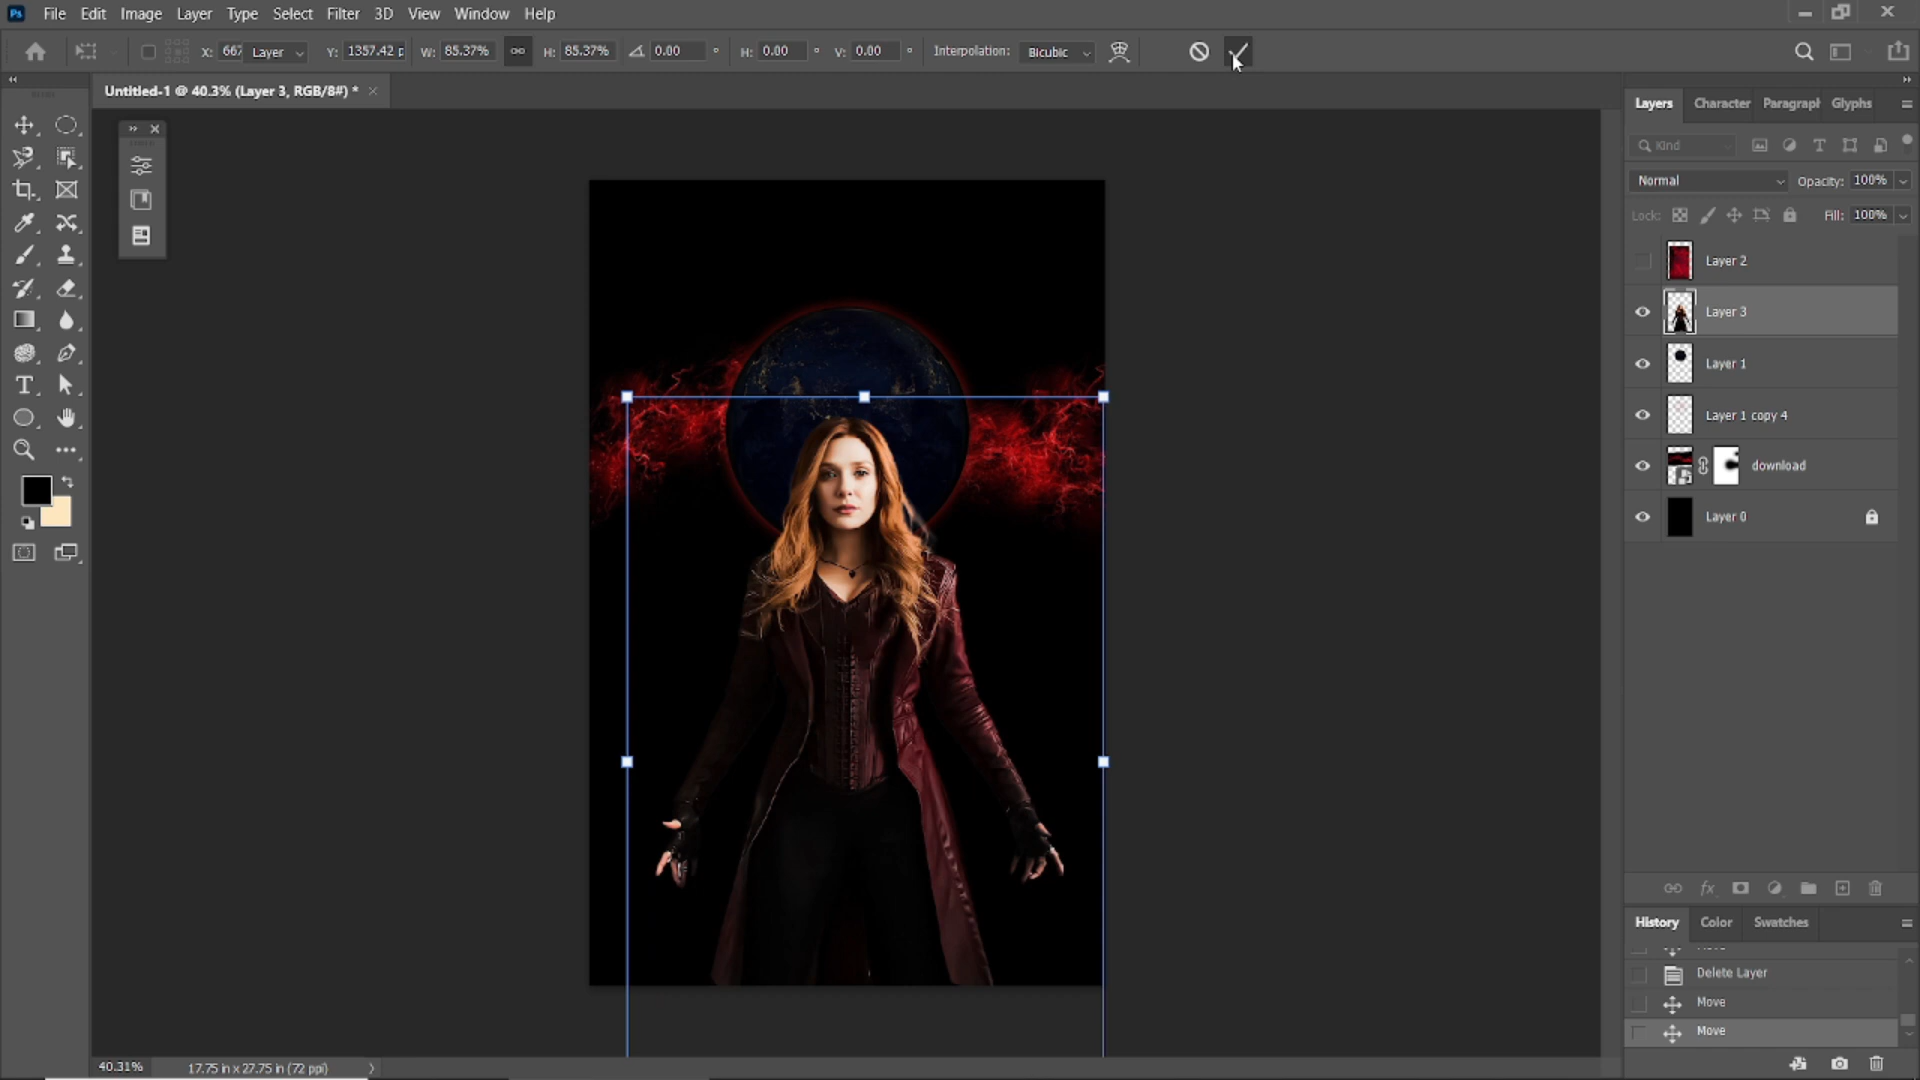 Ps File Edit Image Layer Type Select Filter 3D View Window Help
X: 667 Layer Y: 1357.42 p W: 85.37% H: 85.37% 0.00 ° H: 0.00 ° V: 0.00 ° Interpolation: Bicubic
Untitled-1 @ 40.3% (Layer 3, RGB/8#) * ×
Layers Character Paragraph Glyphs
Kind
Normal Opacity: 100%
Lock: Fill: 100%
Layer 2
Layer 3
Layer 1
Layer 1 copy 4
download
Layer 0
fx
History Color Swatches
Delete Layer
Move
Move
40.31% 17.75 in x 27.75 in (72 ppi)